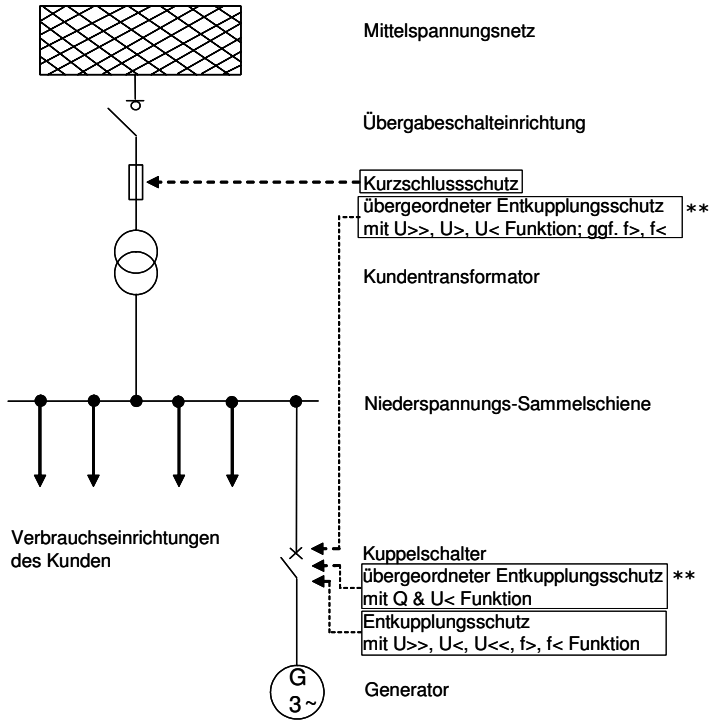 Mittelspannungsnetz
Übergabeschalteinrichtung
Kurzschlussschutz
übergeordneter Entkupplungsschutz **
mit U>>, U>, U< Funktion; ggf. f>, f<
Kundentransformator
Niederspannungs-Sammelschiene
Verbrauchseinrichtungen
des Kunden
Kuppelschalter
übergeordneter Entkupplungsschutz **
mit Q & U< Funktion
Entkupplungsschutz
mit U>>, U<, U<<, f>, f< Funktion
G
3~
Generator